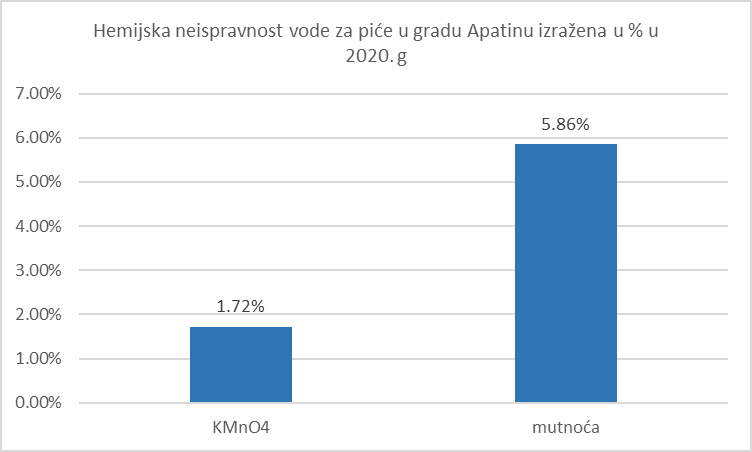 Hemijska neispravnost vode za piće u gradu Apatinu izražena u % u
2020. g
7.00%
6.00%
5.00%
4.00%
3.00%
2.00%
1.00%
0.00%
1.72%
5.86%
KMnO4
mutnoća